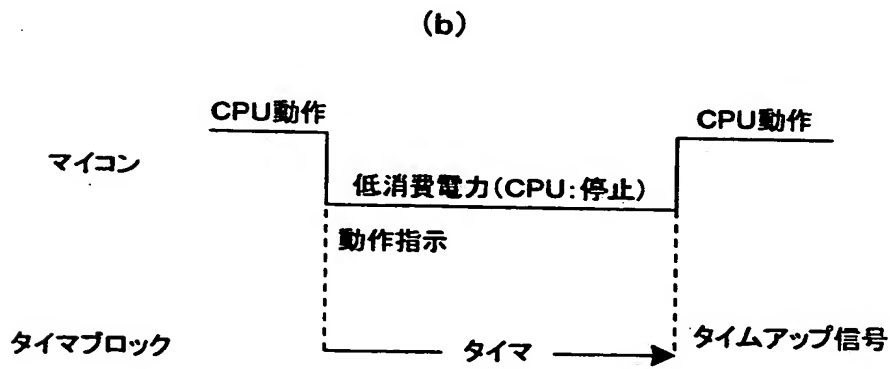 (b)
CPU動作
CPU動作
マイコン
低消費電力(CPU:停止)
動作指示
タイマブロック
タイマ
タイムアップ信号